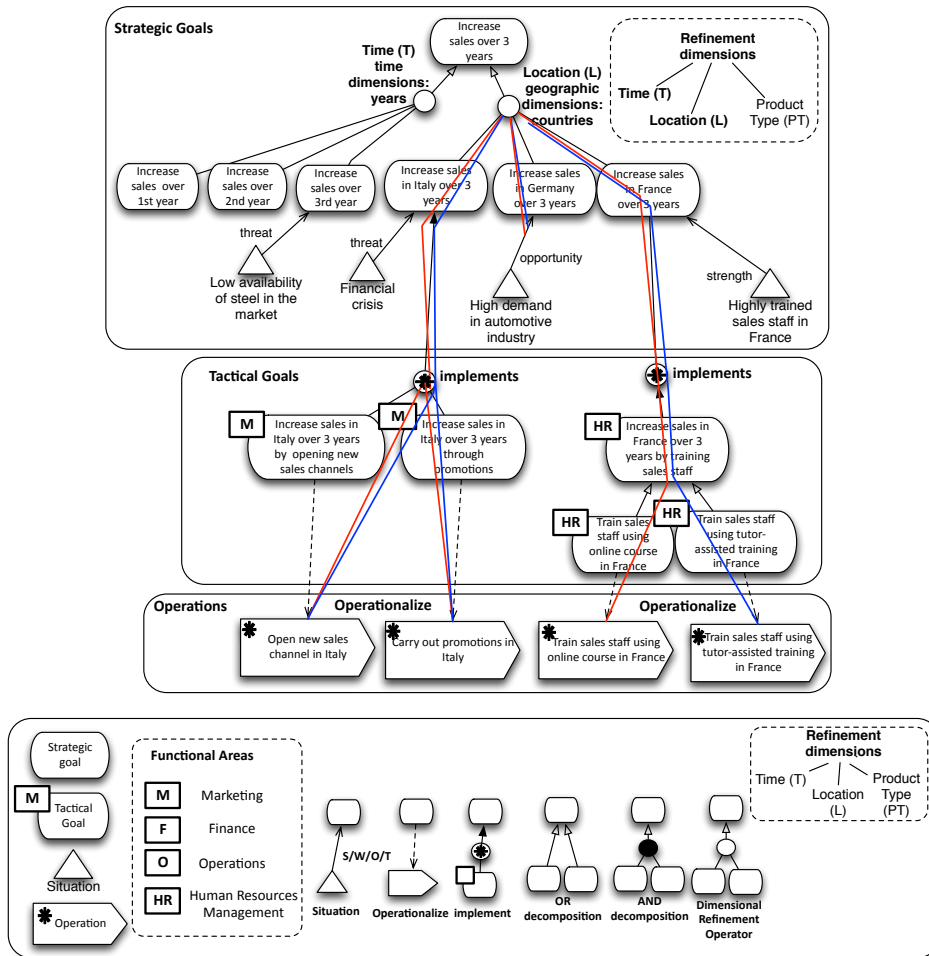 Strategic Goals
Increase
sales over 3
years
Time (T)
time
dimensions:
years
Location (L)
geographic
dimensions:
countries
Refinement
dimensions
Time (T)
Location (L)
Product
Type (PT)
Increase
sales over
1st year
Increase
sales over
2nd year
Increase
sales over
3rd year
Increase sales
in Italy over 3
years
Increase sales
in Germany
over 3 years
Increase sales
in France
over 3 years
threat
threat
opportunity
strength
Low availability
of steel in the
market
Financial
crisis
High demand
in automotive
industry
Highly trained
sales staff in
France
Tactical Goals
implements
implements
M
Increase sales in
Italy over 3 years
by opening new
sales channels
M
Increase sales in
Italy over 3 years
through
promotions
HR
Increase sales in
France over 3
years by training
sales staff
HR
Train sales
staff using
online course
in France
HR
Train sales staff
using tutor-
assisted training
in France
Operations
Operationalize
Operationalize
Open new sales
channel in Italy
Carry out promotions in
Italy
Train sales staff using
online course in France
Train sales staff using
tutor-assisted training
in France
Strategic
goal
M
Tactical
Goal
Situation
Operation
Functional Areas
M
Marketing
F
Finance
O
Operations
HR
Human Resources
Management
S/W/O/T
Situation
Operationalize
implement
OR
decomposition
AND
decomposition
Dimensional
Refinement
Operator
Refinement
dimensions
Time (T)
Location
(L)
Product
Type
(PT)